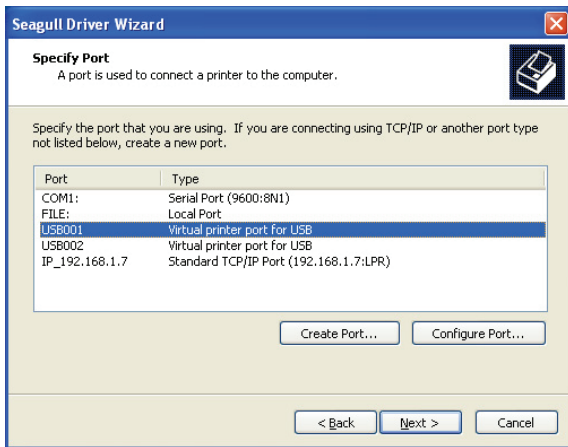 Seagull Driver Wizard
Specify Port
A port is used to connect a printer to the computer.
Specify the port that you are using. If you are connecting using TCP/IP or another port type
not listed below, create a new port.
Port Type
COM1: Serial Port (9600:8N1)
FILE: Local Port
USB001 Virtual printer port for USB
USB002 Virtual printer port for USB
IP_192.168.1.7 Standard TCP/IP Port (192.168.1.7:LPR)
Create Port... Configure Port...
< Back Next > Cancel